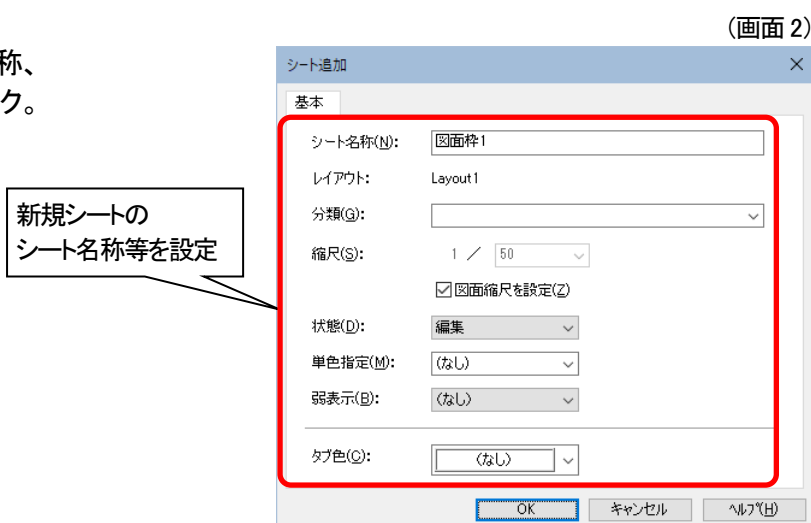 (画面 2)
称、
ク。
新規シートの
シート名称等を設定
シート追加
基本
シート名称(N): 図面枠1
レイアウト: Layout1
分類(G):
縮尺(S): 1 / 50
図面縮尺を設定(Z)
状態(D): 編集
単色指定(M): (なし)
弱表示(B): (なし)
タブ色(C): (なし)
OK キャンセル ヘルプ(H)